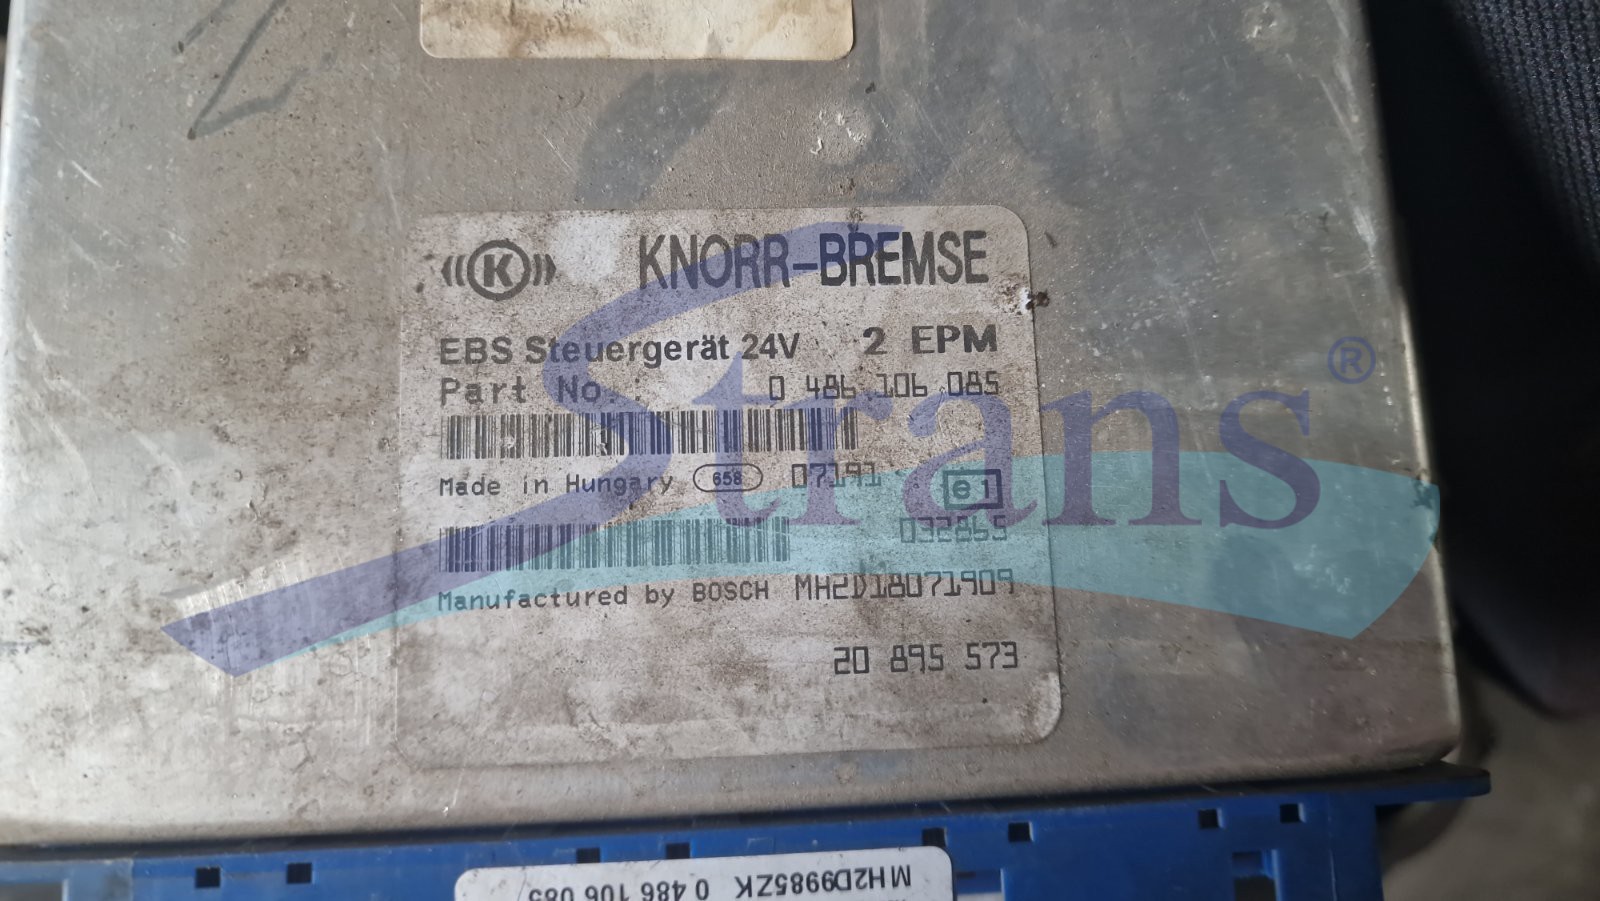 K KNORR-BREMSE
EBS Steuergerät 24V 2 EPM
Part No.. 0 486 106 085
Made in Hungary 658 07191 e1
032865
Manufactured by BOSCH MH2D18071909
20 895 573
Strans ®
MH2D9985ZK 0 486 106 085